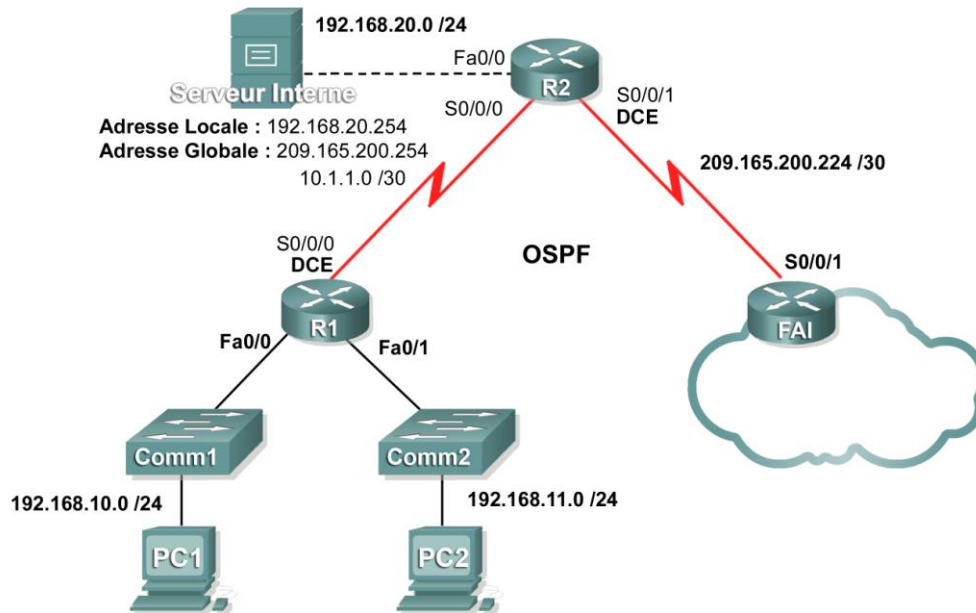 192.168.20.0 /24
Fa0/0
R2
Serveur Interne
S0/0/0
S0/0/1
DCE
Adresse Locale : 192.168.20.254
Adresse Globale : 209.165.200.254
10.1.1.0 /30
209.165.200.224 /30
S0/0/0
DCE
OSPF
S0/0/1
R1
FAI
Fa0/0
Fa0/1
Comm1
Comm2
192.168.10.0 /24
192.168.11.0 /24
PC1
PC2